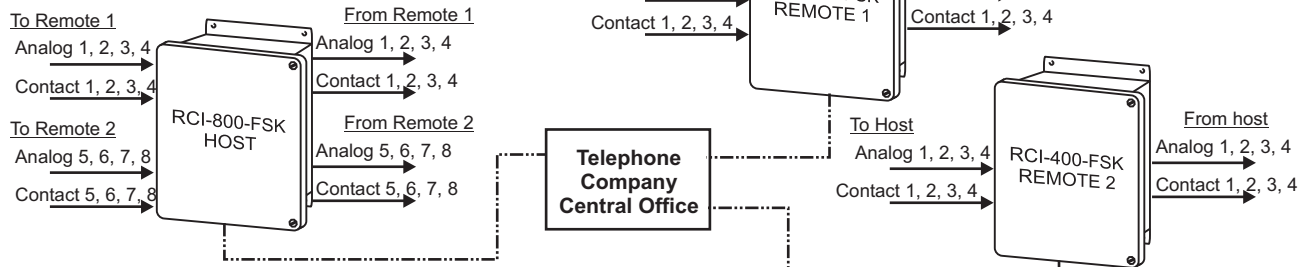 To Remote 1
Analog 1, 2, 3, 4
Contact 1, 2, 3, 4
To Remote 2
Analog 5, 6, 7, 8
Contact 5, 6, 7, 8
RCI-800-FSK
HOST
From Remote 1
Analog 1, 2, 3, 4
Contact 1, 2, 3, 4
From Remote 2
Analog 5, 6, 7, 8
Contact 5, 6, 7, 8
Telephone
Company
Central Office
Contact 1, 2, 3, 4
REMOTE 1
Contact 1, 2, 3, 4
To Host
Analog 1, 2, 3, 4
Contact 1, 2, 3, 4
RCI-400-FSK
REMOTE 2
From host
Analog 1, 2, 3, 4
Contact 1, 2, 3, 4